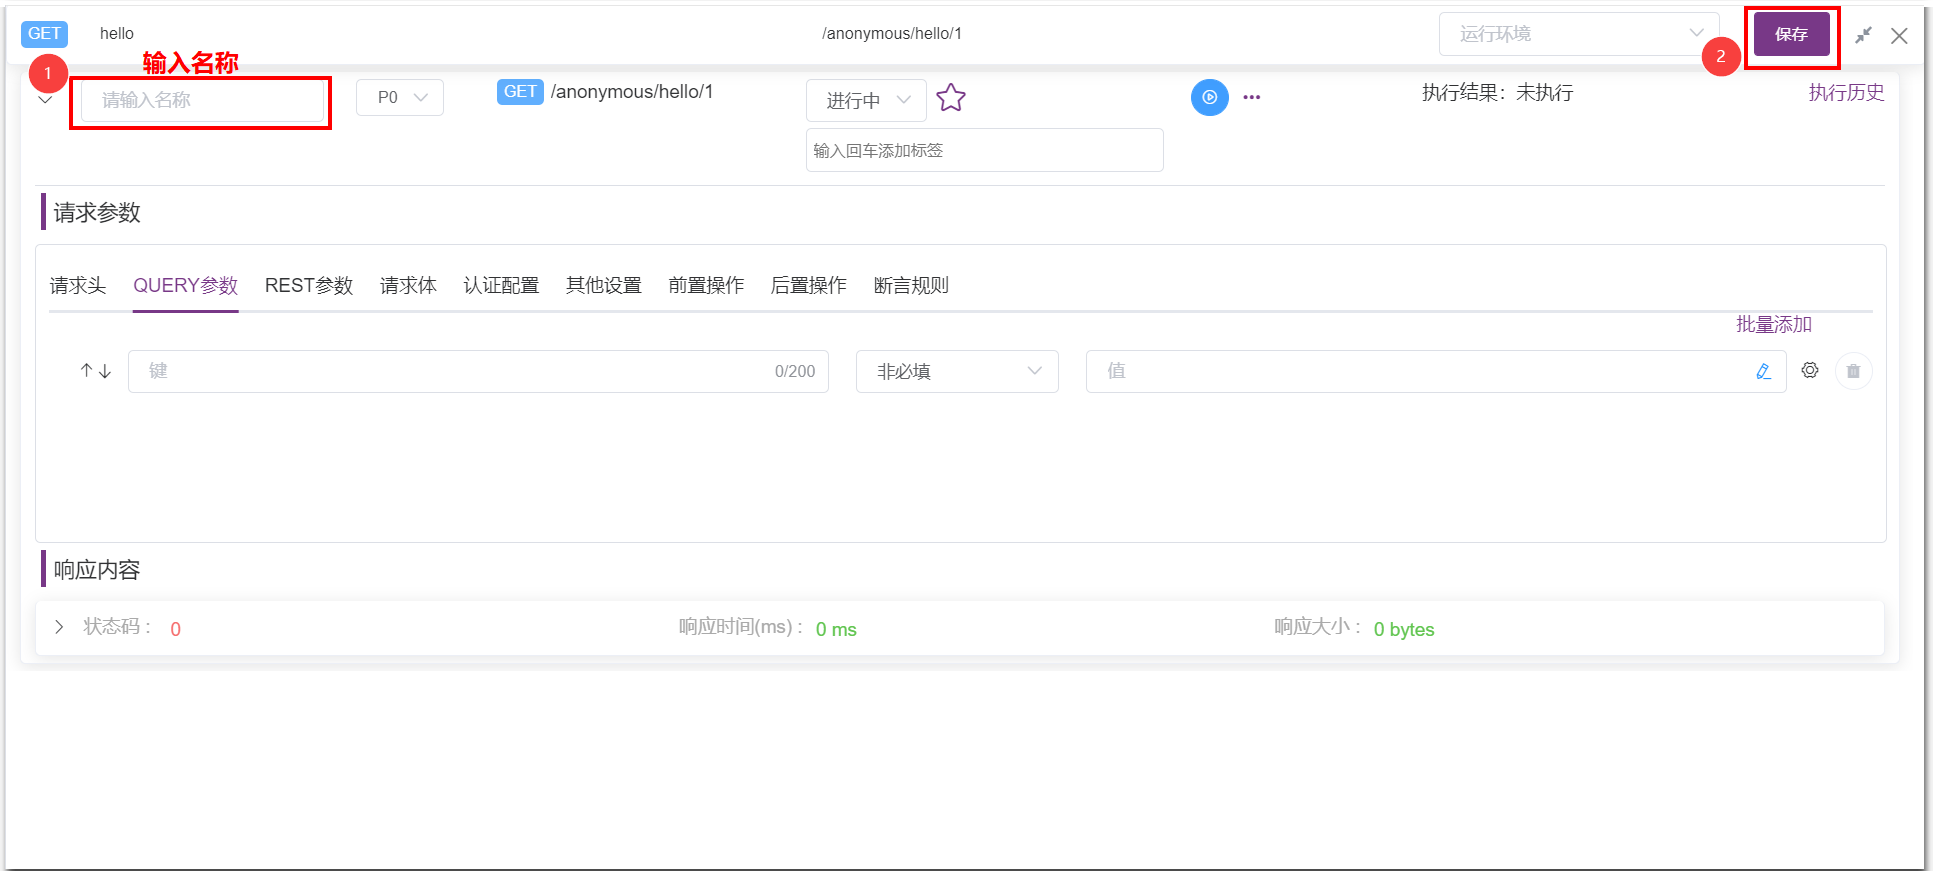 GET hello /anonymous/hello/1 运行环境 保存
1 输入名称 2
请输入名称 P0 GET /anonymous/hello/1 进行中 执行结果：未执行 执行历史
输入回车添加标签
请求参数
请求头 QUERY参数 REST参数 请求体 认证配置 其他设置 前置操作 后置操作 断言规则
批量添加
键 0/200 非必填 值
响应内容
状态码： 0 响应时间(ms)： 0 ms 响应大小： 0 bytes